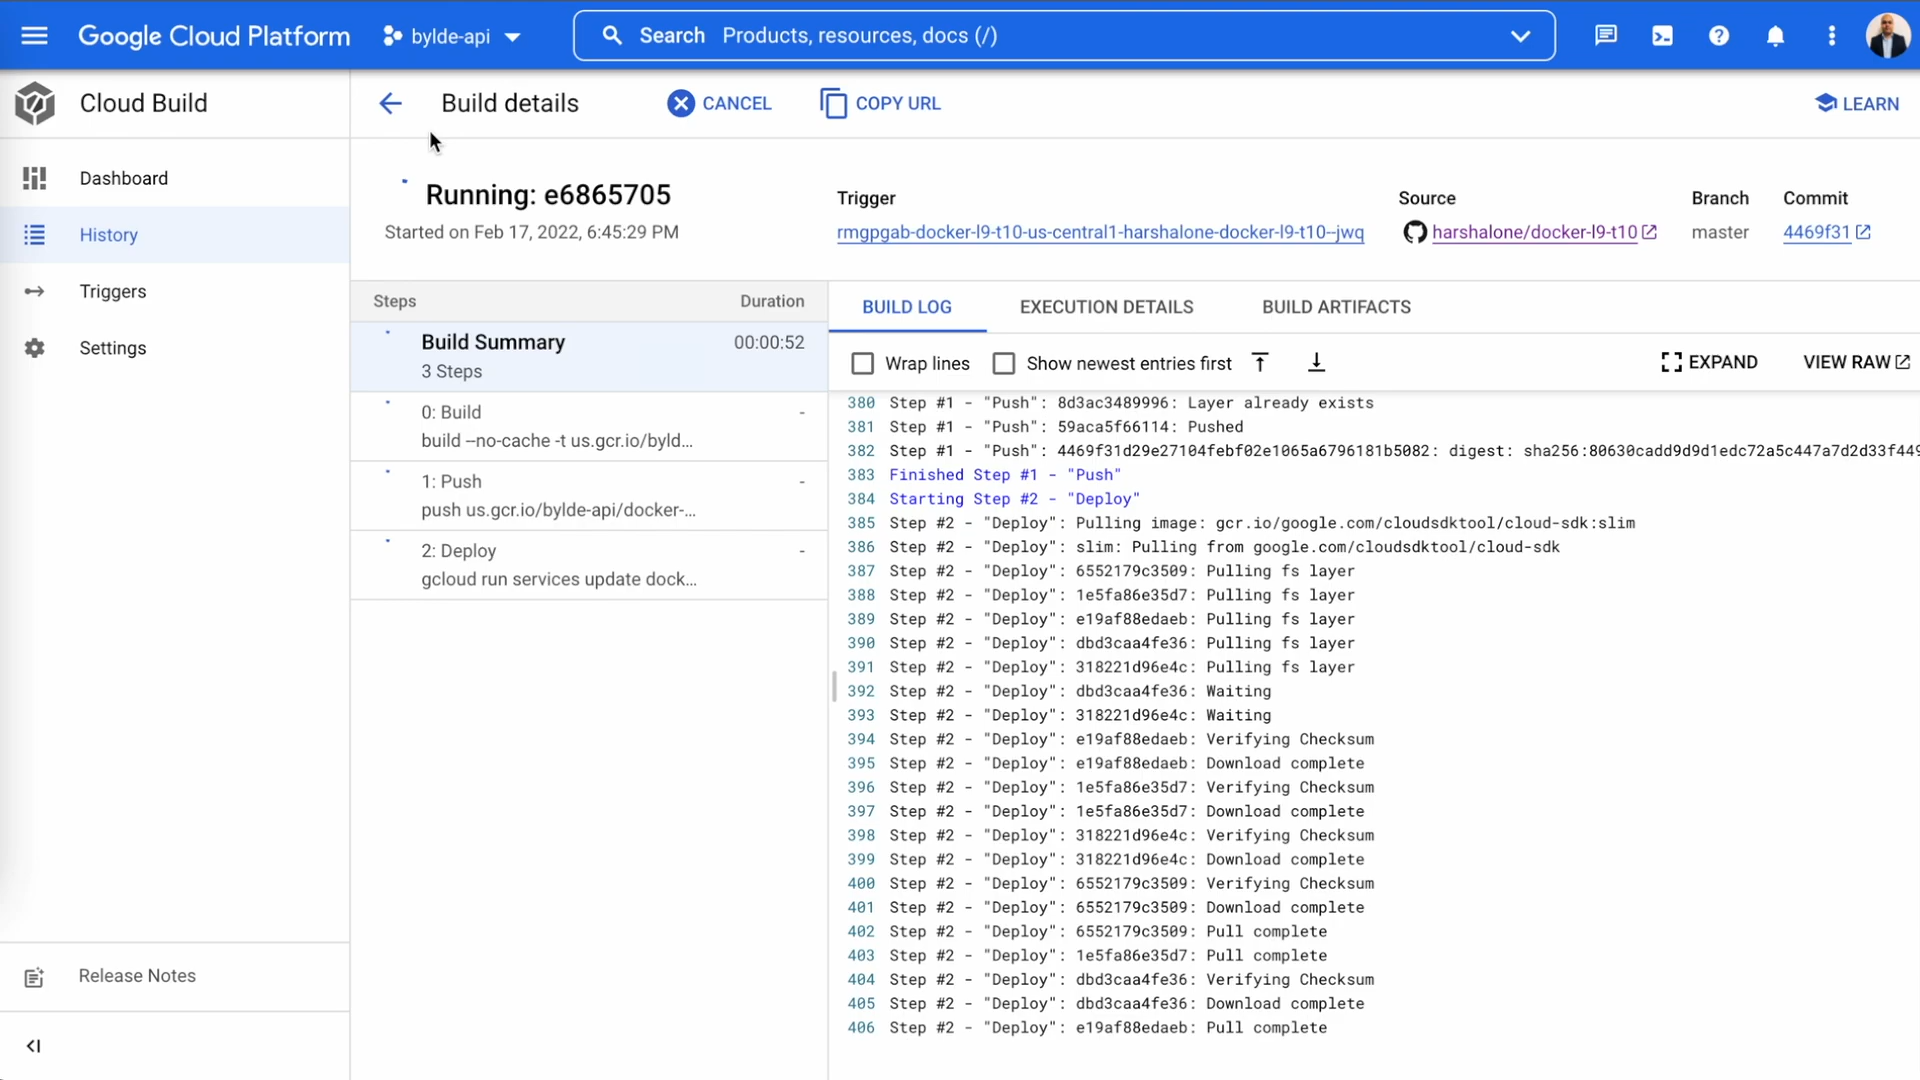 Google Cloud Platform
bylde-api
Search Products, resources, docs (/)
Cloud Build
Build details
CANCEL
COPY URL
LEARN
Dashboard
History
Triggers
Settings
Release Notes
Running: e6865705
Started on Feb 17, 2022, 6:45:29 PM
Trigger
rmgpgab-docker-l9-t10-us-central1-harshalone-docker-l9-t10--jwq
Source
harshalone/docker-l9-t10
Branch
master
Commit
4469f31
Steps Duration
Build Summary 00:00:52
3 Steps
0: Build -
build --no-cache -t us.gcr.io/byld...
1: Push -
push us.gcr.io/bylde-api/docker-...
2: Deploy -
gcloud run services update dock...
BUILD LOG EXECUTION DETAILS BUILD ARTIFACTS
Wrap lines Show newest entries first EXPAND VIEW RAW
380 Step #1 - "Push": 8d3ac3489996: Layer already exists
381 Step #1 - "Push": 59aca5f66114: Pushed
382 Step #1 - "Push": 4469f31d29e27104febf02e1065a6796181b5082: digest: sha256:80630cadd9d9d1edc72a5c447a7d2d33f449
383 Finished Step #1 - "Push"
384 Starting Step #2 - "Deploy"
385 Step #2 - "Deploy": Pulling image: gcr.io/google.com/cloudsdktool/cloud-sdk:slim
386 Step #2 - "Deploy": slim: Pulling from google.com/cloudsdktool/cloud-sdk
387 Step #2 - "Deploy": 6552179c3509: Pulling fs layer
388 Step #2 - "Deploy": 1e5fa86e35d7: Pulling fs layer
389 Step #2 - "Deploy": e19af88edaeb: Pulling fs layer
390 Step #2 - "Deploy": dbd3caa4fe36: Pulling fs layer
391 Step #2 - "Deploy": 318221d96e4c: Pulling fs layer
392 Step #2 - "Deploy": dbd3caa4fe36: Waiting
393 Step #2 - "Deploy": 318221d96e4c: Waiting
394 Step #2 - "Deploy": e19af88edaeb: Verifying Checksum
395 Step #2 - "Deploy": e19af88edaeb: Download complete
396 Step #2 - "Deploy": 1e5fa86e35d7: Verifying Checksum
397 Step #2 - "Deploy": 1e5fa86e35d7: Download complete
398 Step #2 - "Deploy": 318221d96e4c: Verifying Checksum
399 Step #2 - "Deploy": 318221d96e4c: Download complete
400 Step #2 - "Deploy": 6552179c3509: Verifying Checksum
401 Step #2 - "Deploy": 6552179c3509: Download complete
402 Step #2 - "Deploy": 6552179c3509: Pull complete
403 Step #2 - "Deploy": 1e5fa86e35d7: Pull complete
404 Step #2 - "Deploy": dbd3caa4fe36: Verifying Checksum
405 Step #2 - "Deploy": dbd3caa4fe36: Download complete
406 Step #2 - "Deploy": e19af88edaeb: Pull complete